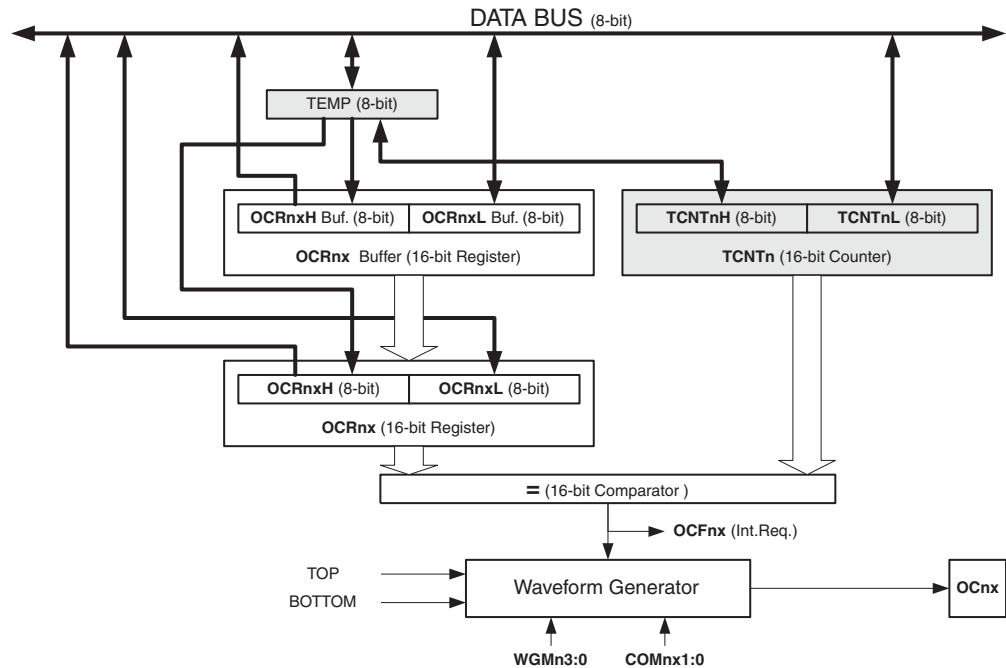 DATA BUS (8-bit)
TEMP (8-bit)
OCRnxH Buf. (8-bit) OCRnxL Buf. (8-bit)
OCRnx Buffer (16-bit Register)
TCNTnH (8-bit) TCNTnL (8-bit)
TCNTn (16-bit Counter)
OCRnxH (8-bit) OCRnxL (8-bit)
OCRnx (16-bit Register)
= (16-bit Comparator )
OCFnx (Int.Req.)
TOP
BOTTOM
Waveform Generator
OCnx
WGMn3:0 COMnx1:0